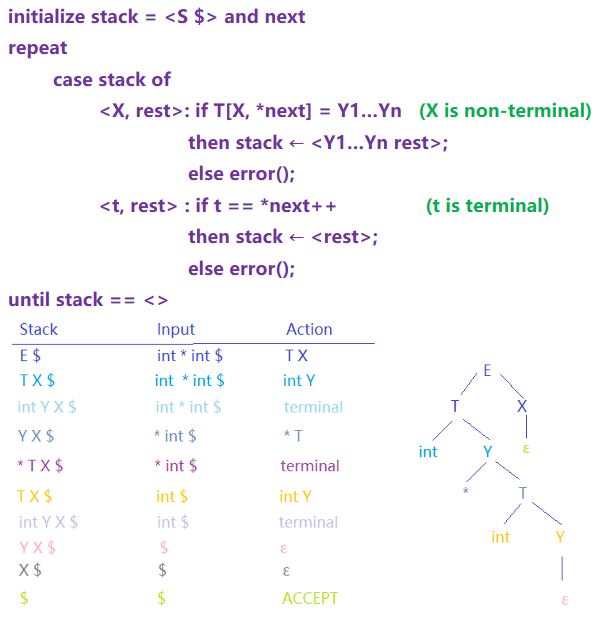 initialize stack = <S $> and next
repeat
case stack of
<X, rest>: if T[X, *next] = Y1...Yn (X is non-terminal)
then stack ← <Y1...Yn rest>;
else error();
<t, rest> : if t == *next++ (t is terminal)
then stack ← <rest>;
else error();
until stack == <>
Stack Input Action
E $ int * int $ T X
T X $ int * int $ int Y
int Y X $ int * int $ terminal
Y X $ * int $ * T
* T X $ * int $ terminal
T X $ int $ int Y
int Y X $ int $ terminal
Y X $ $ ε
X $ $ ε
$ $ ACCEPT
E
T X
int Y ε
* T
int Y
ε